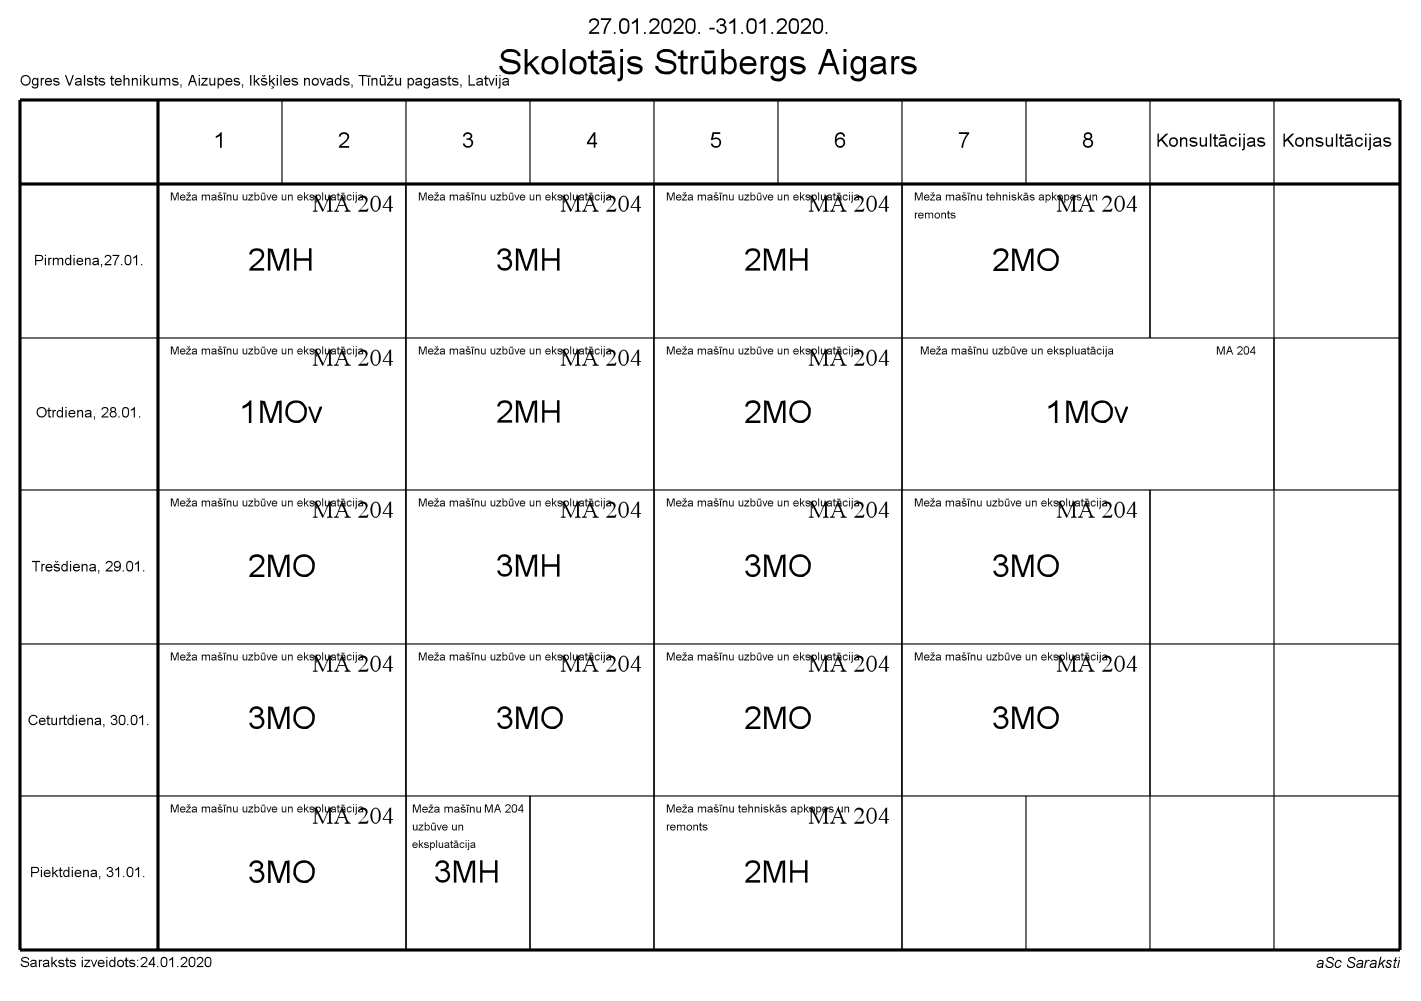 27.01.2020. -31.01.2020.
Skolotājs Strūbergs Aigars
Ogres Valsts tehnikums, Aizupes, Ikšķiles novads, Tīnūžu pagasts, Latvija
1 2 3 4 5 6 7 8 Konsultācijas Konsultācijas
Pirmdiena,27.01.
Meža mašīnu uzbūve un ekspluatācija MA 204
2MH
Meža mašīnu uzbūve un ekspluatācija MA 204
3MH
Meža mašīnu uzbūve un ekspluatācija MA 204
2MH
Meža mašīnu tehniskās apkopes un MA 204
remonts
2MO
Otrdiena, 28.01.
Meža mašīnu uzbūve un ekspluatācija MA 204
1MOv
Meža mašīnu uzbūve un ekspluatācija MA 204
2MH
Meža mašīnu uzbūve un ekspluatācija MA 204
2MO
Meža mašīnu uzbūve un ekspluatācija MA 204
1MOv
Trešdiena, 29.01.
Meža mašīnu uzbūve un ekspluatācija MA 204
2MO
Meža mašīnu uzbūve un ekspluatācija MA 204
3MH
Meža mašīnu uzbūve un ekspluatācija MA 204
3MO
Meža mašīnu uzbūve un ekspluatācija MA 204
3MO
Ceturtdiena, 30.01.
Meža mašīnu uzbūve un ekspluatācija MA 204
3MO
Meža mašīnu uzbūve un ekspluatācija MA 204
3MO
Meža mašīnu uzbūve un ekspluatācija MA 204
2MO
Meža mašīnu uzbūve un ekspluatācija MA 204
3MO
Piektdiena, 31.01.
Meža mašīnu uzbūve un ekspluatācija MA 204
3MO
Meža mašīnu MA 204
uzbūve un
ekspluatācija
3MH
Meža mašīnu tehniskās apkopes un MA 204
remonts
2MH
Saraksts izveidots:24.01.2020
aSc Saraksti